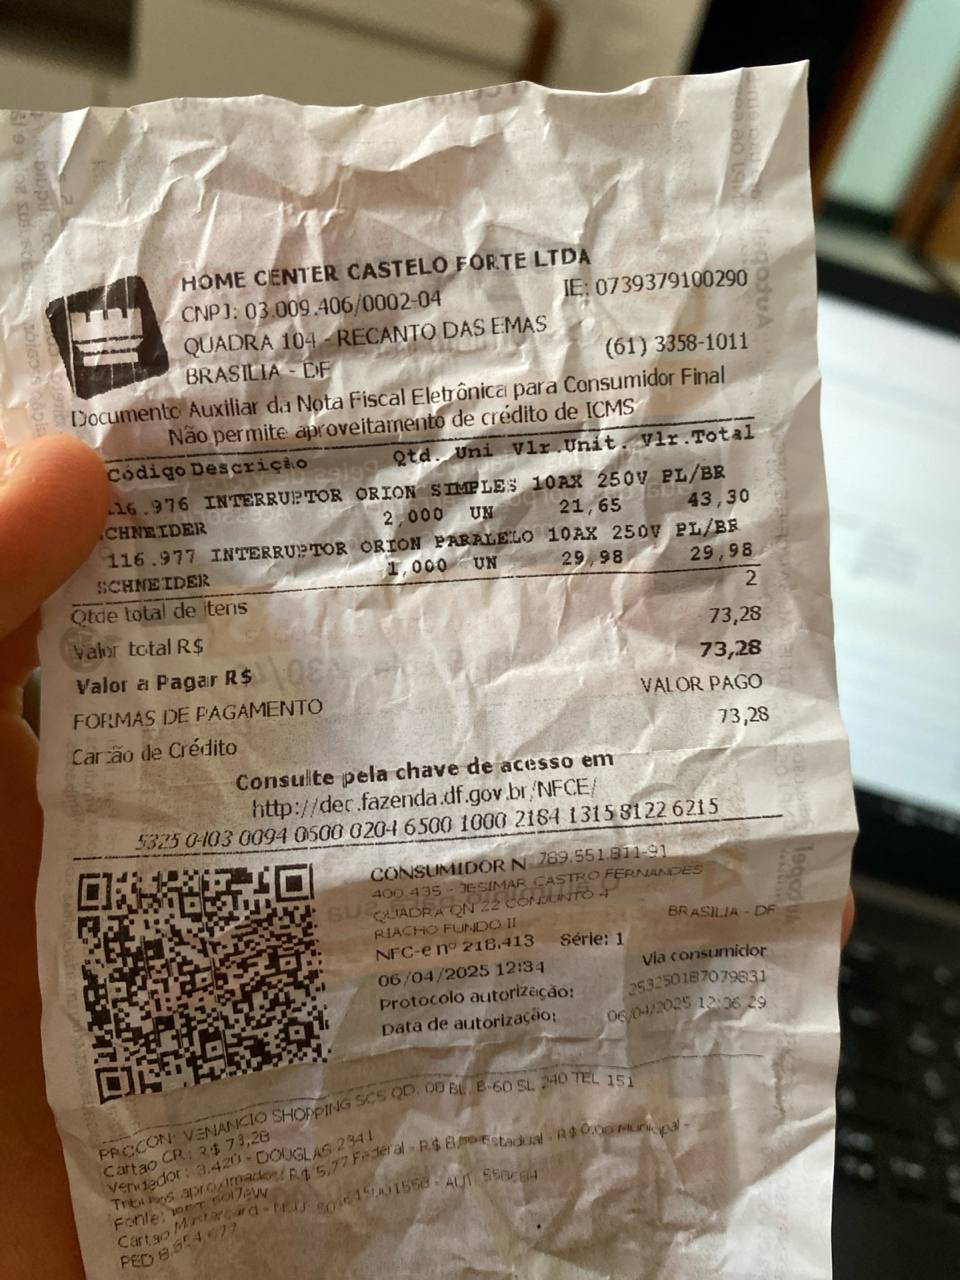 HOME CENTER CASTELO FORTE LTDA
CNPJ: 03.009.406/0002-04 IE: 0739379100290
QUADRA 104 - RECANTO DAS EMAS
BRASILIA - DF (61) 3358-1011
Documento Auxiliar da Nota Fiscal Eletrônica para Consumidor Final
Não permite aproveitamento de crédito de ICMS
Código Descrição Qtd. Uni Vlr.Unit. Vlr.Total
116.976 INTERRUPTOR ORION SIMPLES 10AX 250V PL/BR
SCHNEIDER 2,000 UN 21,65 43,30
116.977 INTERRUPTOR ORION PARALELO 10AX 250V PL/BR
SCHNEIDER 1,000 UN 29,98 29,98
Qtde total de itens 2
Valor total R$ 73,28
Valor a Pagar R$ 73,28
FORMAS DE PAGAMENTO VALOR PAGO
Cartão de Crédito 73,28
Consulte pela chave de acesso em
http://dec.fazenda.df.gov.br/NFCE/
5325 0403 0094 0600 0204 6500 1000 2184 1315 8122 6215
CONSUMIDOR N 789.551.811-91
400.435 - JESIMAR CASTRO FERNANDES
QUADRA QN 22 CONJUNTO 4
RIACHO FUNDO II BRASILIA - DF
NFC-e nº 218.413 Série: 1
06/04/2025 12:34 Via consumidor
Protocolo autorização: 253250187079831
Data de autorização: 06/04/2025 12:36:29
PROCON: VENANCIO SHOPPING SCS QD. 08 BL. B-60 SL 240 TEL 151
Cartao CR.: R$ 73,28
Vendedor: 3.420 - DOUGLAS 2341
Tributos aproximados: R$ 5,77 Federal - R$ Estadual - R$ 0,00 Municipal -
Fonte: IBPT
Cartao Mastercard - - AUT:
PED